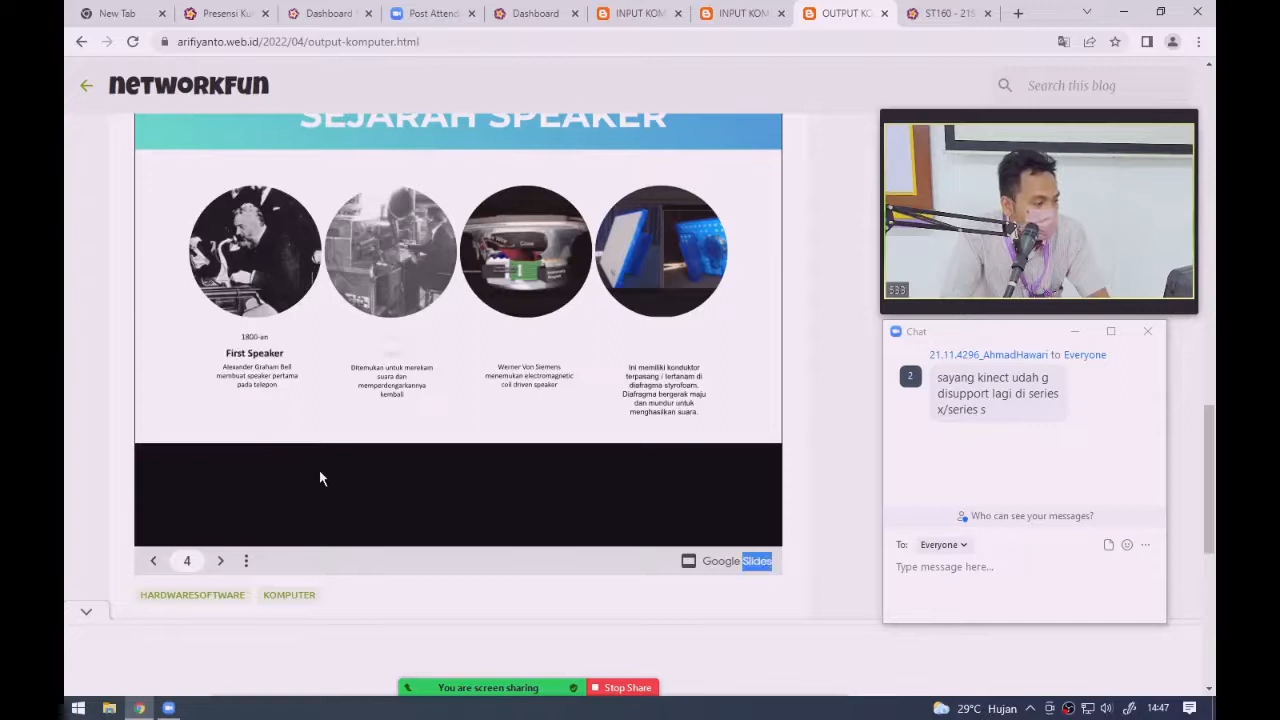 New Tab
Presensi Ku
Dashboard
Post Attend
Dashboard
INPUT KOM
INPUT KOM
OUTPUT KO
ST160 - 21S
arifiyanto.web.id/2022/04/output-komputer.html
NETWORKFUN
Search this blog
SEJARAH SPEAKER
1800-an
First Speaker
Alexander Graham Bell
membuat speaker pertama
pada telepon
Ditemukan untuk merekam
suara dan
memperdengarkannya
kembali
Werner Von Siemens
menemukan electromagnetic
coil driven speaker
Ini memiliki konduktor
terpasang / tertanam di
diafragma styrofoam.
Diafragma bergerak maju
dan mundur untuk
menghasilkan suara.
Cone
4
Google Slides
HARDWARESOFTWARE
KOMPUTER
533
Chat
21.11.4296_AhmadHawari to Everyone
2
sayang kinect udah g
disupport lagi di series
x/series s
Who can see your messages?
To: Everyone
Type message here...
You are screen sharing
Stop Share
29°C Hujan
14:47